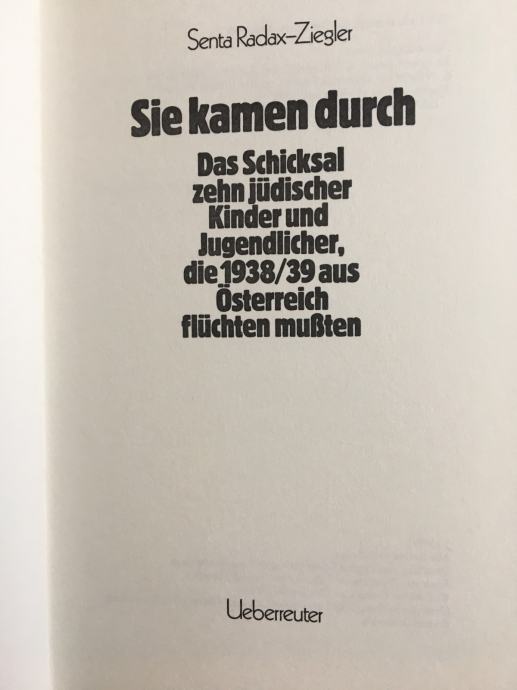 Senta Radax-Ziegler
Sie kamen durch
Das Schicksal
zehn jüdischer
Kinder und
Jugendlicher,
die 1938/39 aus
Österreich
flüchten mußten
Ueberreuter